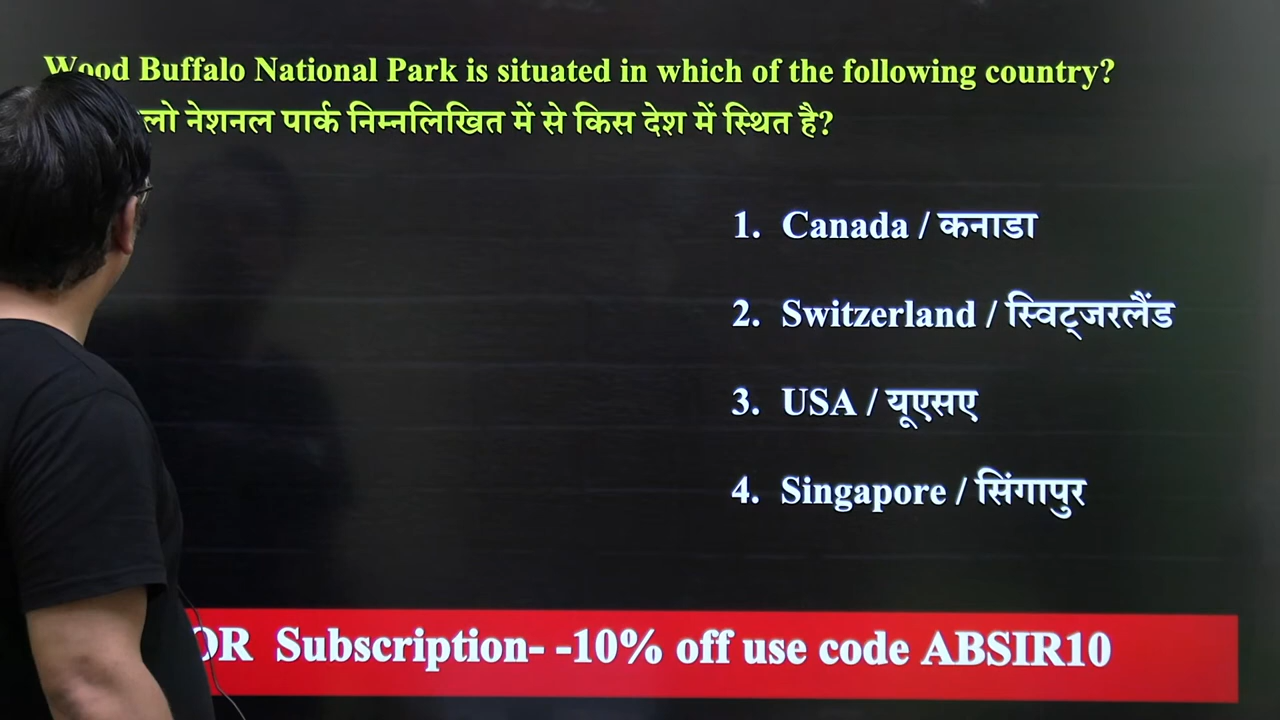 Wood Buffalo National Park is situated in which of the following country?
लो नेशनल पार्क निम्नलिखित में से किस देश में स्थित है?
1. Canada / कनाडा
2. Switzerland / स्विट्जरलैंड
3. USA / यूएसए
4. Singapore / सिंगापुर
OR Subscription- -10% off use code ABSIR10